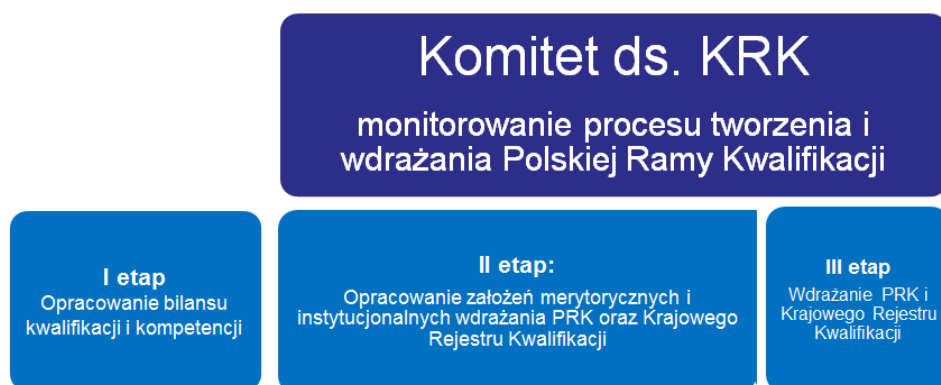 Komitet ds. KRK
monitorowanie procesu tworzenia i
wdrażania Polskiej Ramy Kwalifikacji
I etap
Opracowanie bilansu
kwalifikacji i kompetencji
II etap:
Opracowanie założeń merytorycznych i
instytucjonalnych wdrażania PRK oraz Krajowego
Rejestru Kwalifikacji
III etap
Wdrażanie PRK i
Krajowego Rejestru
Kwalifikacji